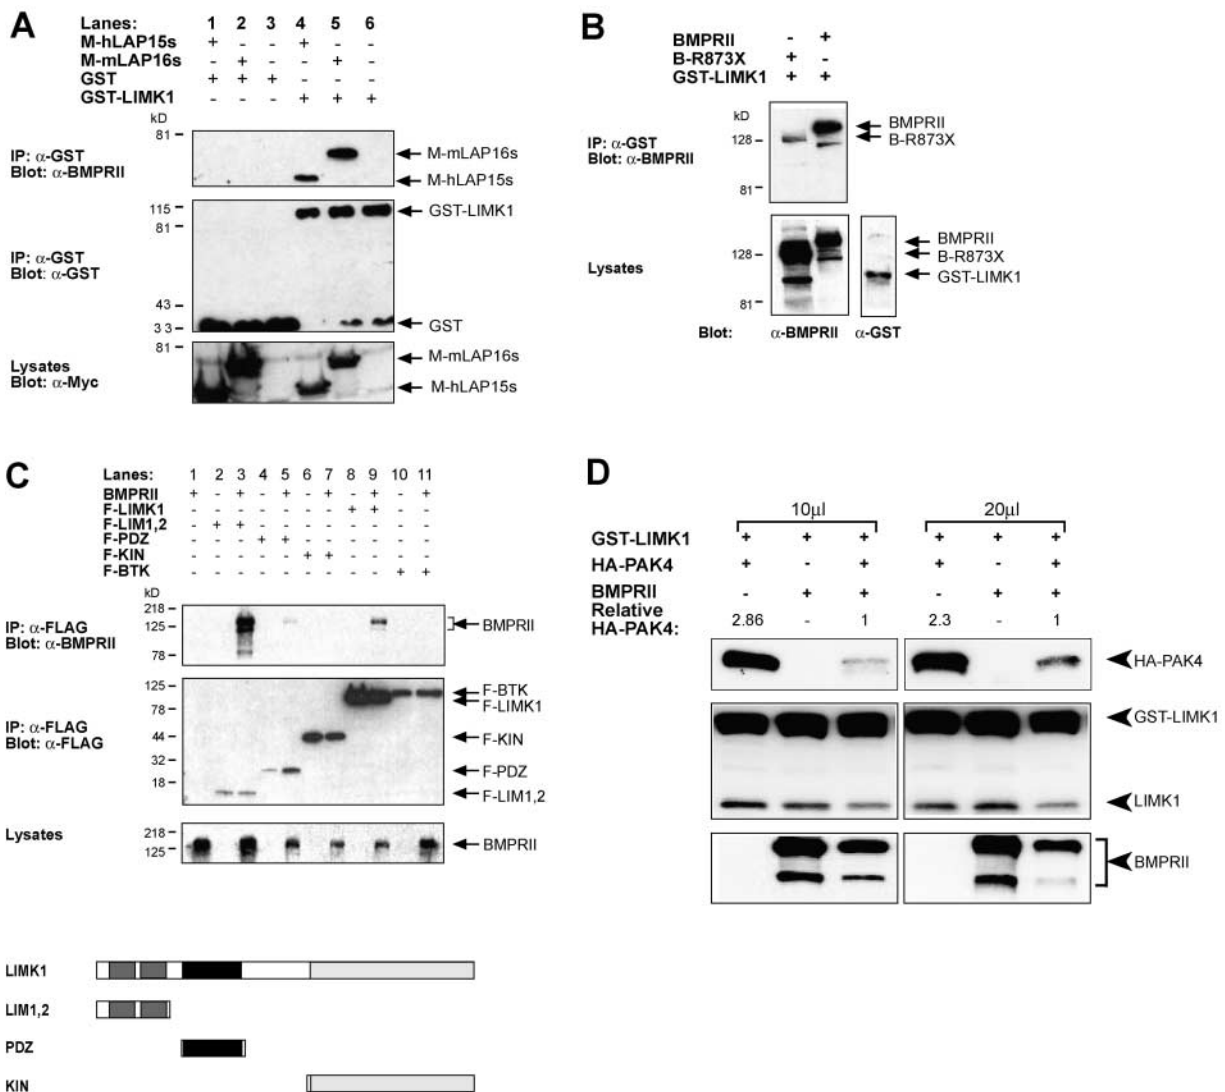 A
Lanes: 1 2 3 4 5 6
M-hLAP15s + - - + - -
M-mLAP16s - + - - + -
GST + + + - - -
GST-LIMK1 - - - + + +
kD
81
IP: α-GST
Blot: α-BMPRII
M-mLAP16s
M-hLAP15s
115
81
GST-LIMK1
IP: α-GST
Blot: α-GST
43
33
GST
81
Lysates
Blot: α-Myc
M-mLAP16s
M-hLAP15s
B
BMPRII - +
B-R873X + -
GST-LIMK1 + +
kD
128
81
IP: α-GST
Blot: α-BMPRII
BMPRII
B-R873X
Lysates
128
81
BMPRII
B-R873X
GST-LIMK1
Blot: α-BMPRII α-GST
C
Lanes: 1 2 3 4 5 6 7 8 9 10 11
BMPRII + - + - + - + - + - +
F-LIMK1 - - - - - - - + + - -
F-LIM1,2 - + + - - - - - - - -
F-PDZ - - - + + - - - - - -
F-KIN - - - - - + + - - - -
F-BTK - - - - - - - - - + +
kD
218
125
78
IP: α-FLAG
Blot: α-BMPRII
BMPRII
125
78
44
32
18
IP: α-FLAG
Blot: α-FLAG
F-BTK
F-LIMK1
F-KIN
F-PDZ
F-LIM1,2
Lysates
218
125
BMPRII
LIMK1
LIM1,2
PDZ
KIN
D
10µl 20µl
GST-LIMK1 + + + + + +
HA-PAK4 + - + + - +
BMPRII - + + - + +
Relative
HA-PAK4: 2.86 - 1 2.3 - 1
HA-PAK4
GST-LIMK1
LIMK1
BMPRII